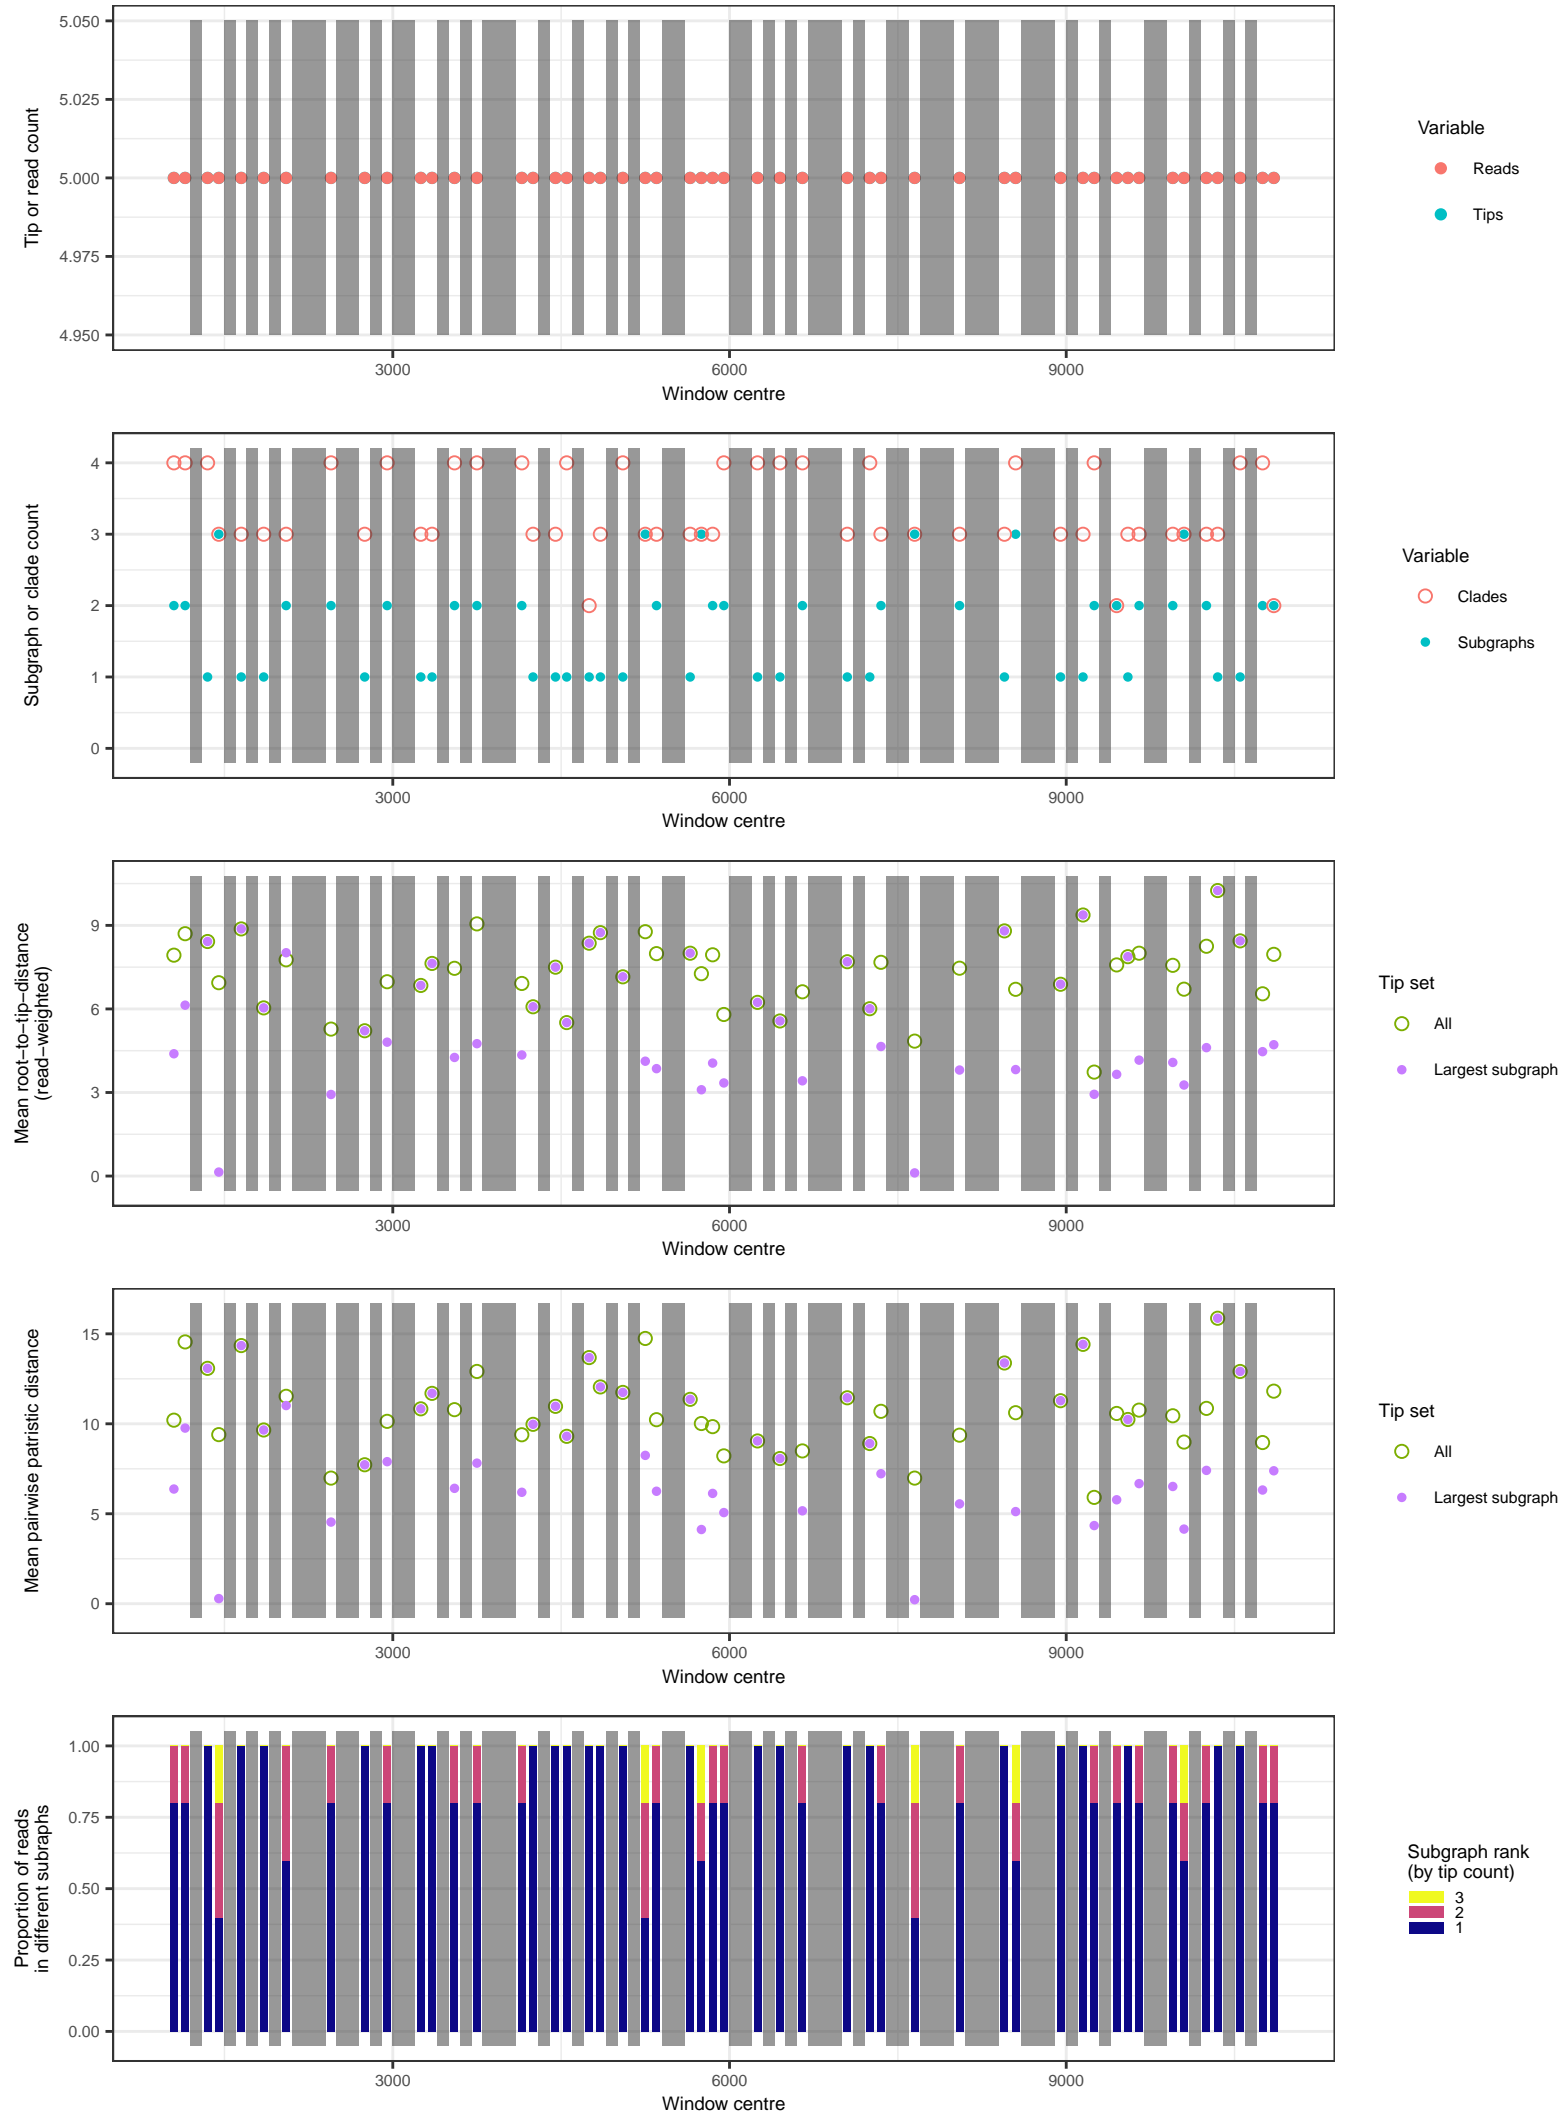 5.050
5.025
5.000
4.975
4.950
Tip or read count
3000
6000
9000
Window centre
Variable
Reads
Tips
4
3
2
1
0
Subgraph or clade count
3000
6000
9000
Window centre
Variable
Clades
Subgraphs
9
6
3
0
Mean root−to−tip−distance
(read−weighted)
3000
6000
9000
Window centre
Tip set
All
Largest subgraph
15
10
5
0
Mean pairwise patristic distance
3000
6000
9000
Window centre
Tip set
All
Largest subgraph
1.00
0.75
0.50
0.25
0.00
Proportion of reads
in different subraphs
3000
6000
9000
Window centre
Subgraph rank
(by tip count)
3
2
1